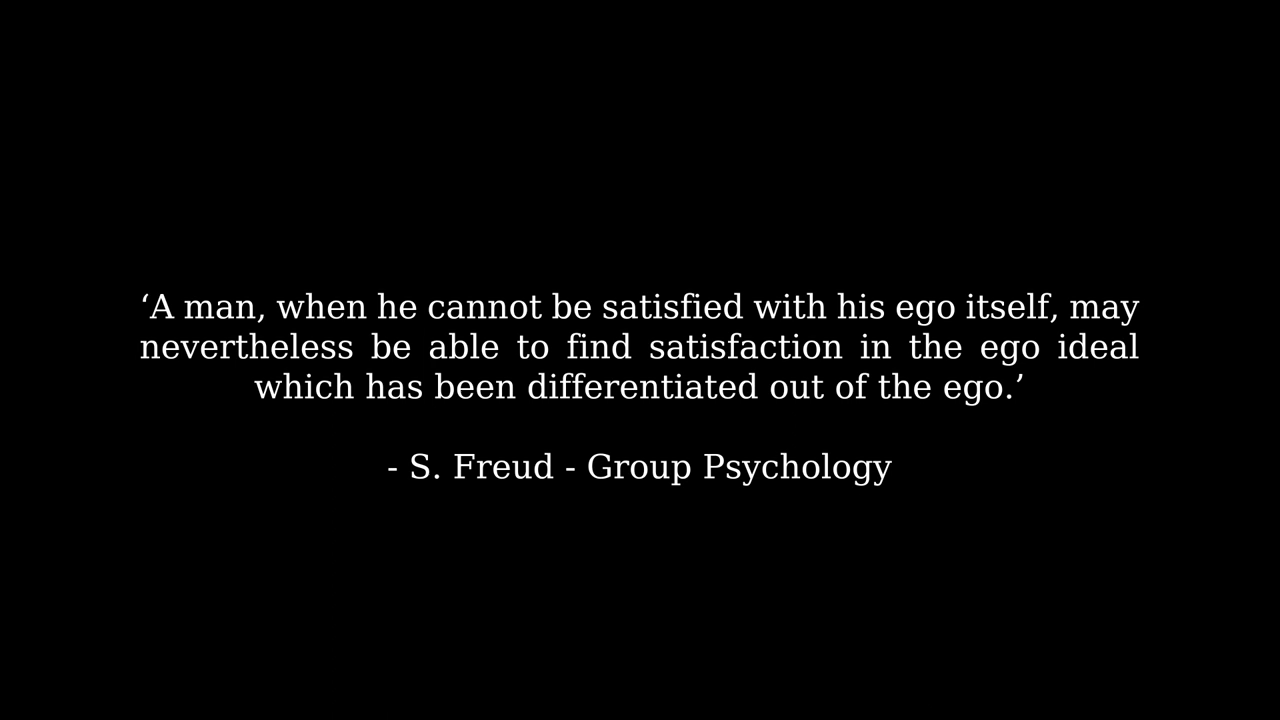 ‘A man, when he cannot be satisfied with his ego itself, may
nevertheless be able to find satisfaction in the ego ideal
which has been differentiated out of the ego.’
- S. Freud - Group Psychology